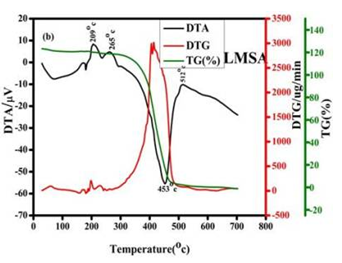 (b)
DTA
DTG
TG(%)
LMSA
209°c
265°c
512°c
453°c
20
10
0
-10
-20
-30
-40
-50
-60
-70
DTA/µV
3500
3000
2500
2000
1500
1000
500
0
-500
DTG/ug/min
140
120
100
80
60
40
20
0
-20
TG(%)
0 100 200 300 400 500 600 700 800
Temperature(°c)